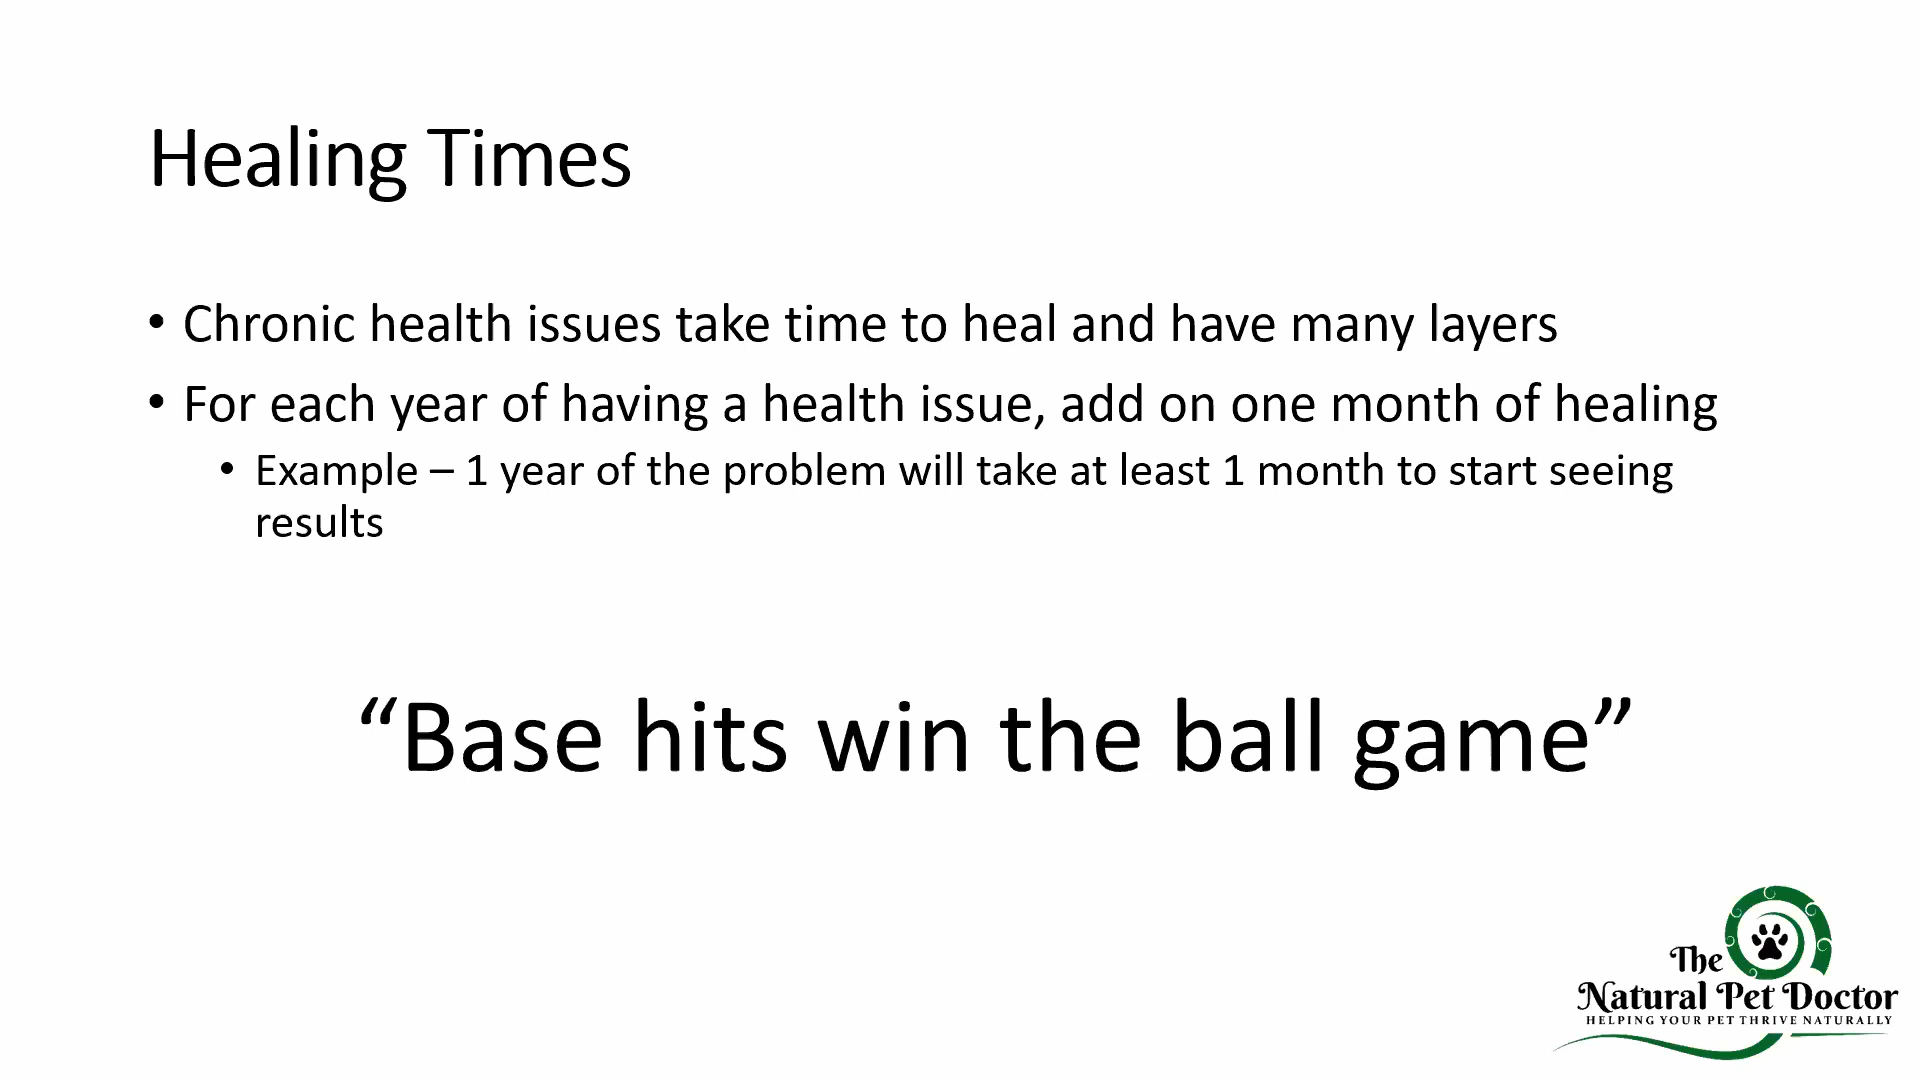 Healing Times
• Chronic health issues take time to heal and have many layers
• For each year of having a health issue, add on one month of healing
• Example – 1 year of the problem will take at least 1 month to start seeing
results
“Base hits win the ball game”
The
Natural Pet Doctor
HELPING YOUR PET THRIVE NATURALLY